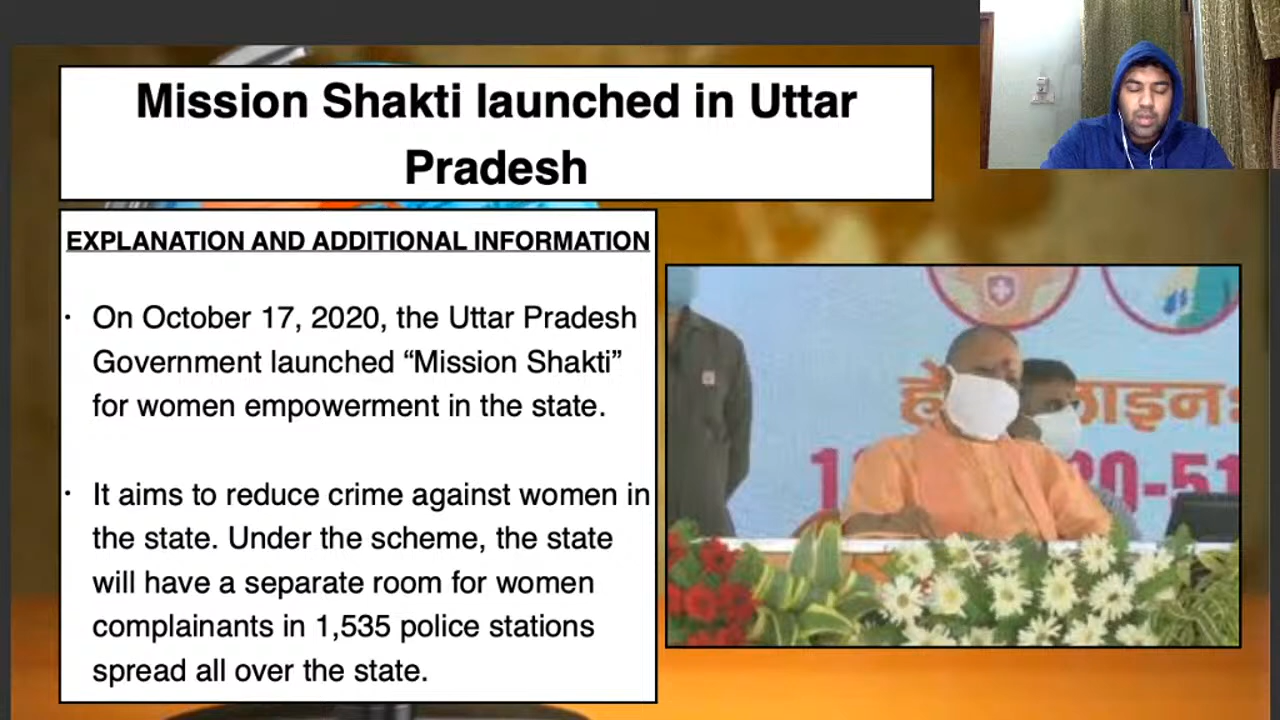 Mission Shakti launched in Uttar
Pradesh
EXPLANATION AND ADDITIONAL INFORMATION
· On October 17, 2020, the Uttar Pradesh
Government launched “Mission Shakti”
for women empowerment in the state.
· It aims to reduce crime against women in
the state. Under the scheme, the state
will have a separate room for women
complainants in 1,535 police stations
spread all over the state.